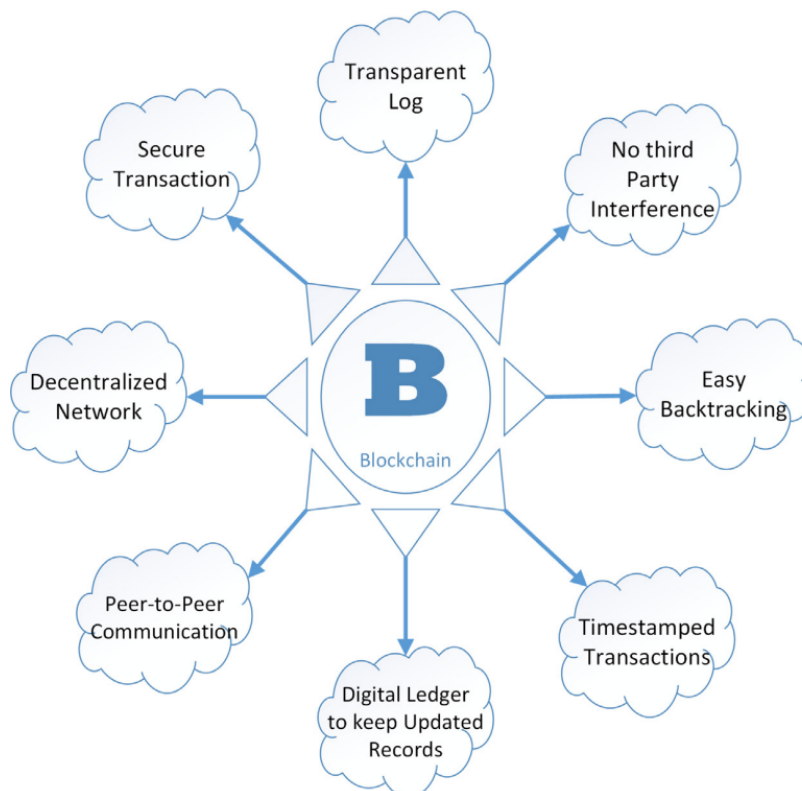 Transparent
Log
No third
Party
Interference
Easy
Backtracking
Timestamped
Transactions
Digital Ledger
to keep Updated
Records
Peer-to-Peer
Communication
Decentralized
Network
Secure
Transaction
B
Blockchain